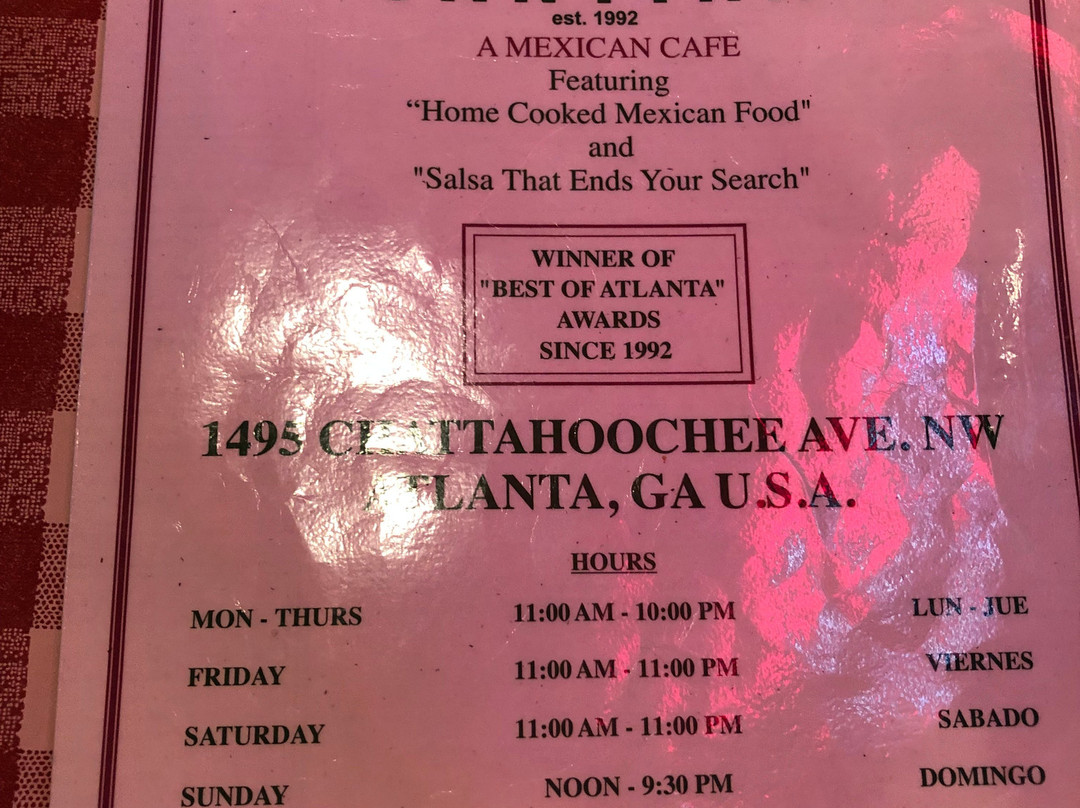 est. 1992
A MEXICAN CAFE
Featuring
“Home Cooked Mexican Food"
and
"Salsa That Ends Your Search"
WINNER OF
"BEST OF ATLANTA"
AWARDS
SINCE 1992
1495 CHATTAHOOCHEE AVE. NW
ATLANTA, GA U.S.A.
HOURS
MON - THURS 11:00 AM - 10:00 PM LUN - JUE
FRIDAY 11:00 AM - 11:00 PM VIERNES
SATURDAY 11:00 AM - 11:00 PM SABADO
SUNDAY NOON - 9:30 PM DOMINGO